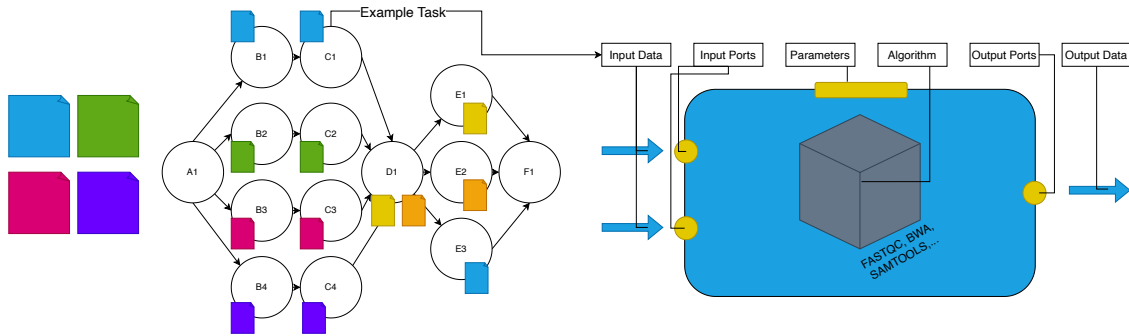 Example Task
B1
C1
E1
B2
C2
A1
D1
E2
F1
B3
C3
E3
B4
C4
Input Data
Input Ports
Parameters
Algorithm
Output Ports
Output Data
FASTQC, BWA,
SAMTOOLS,...